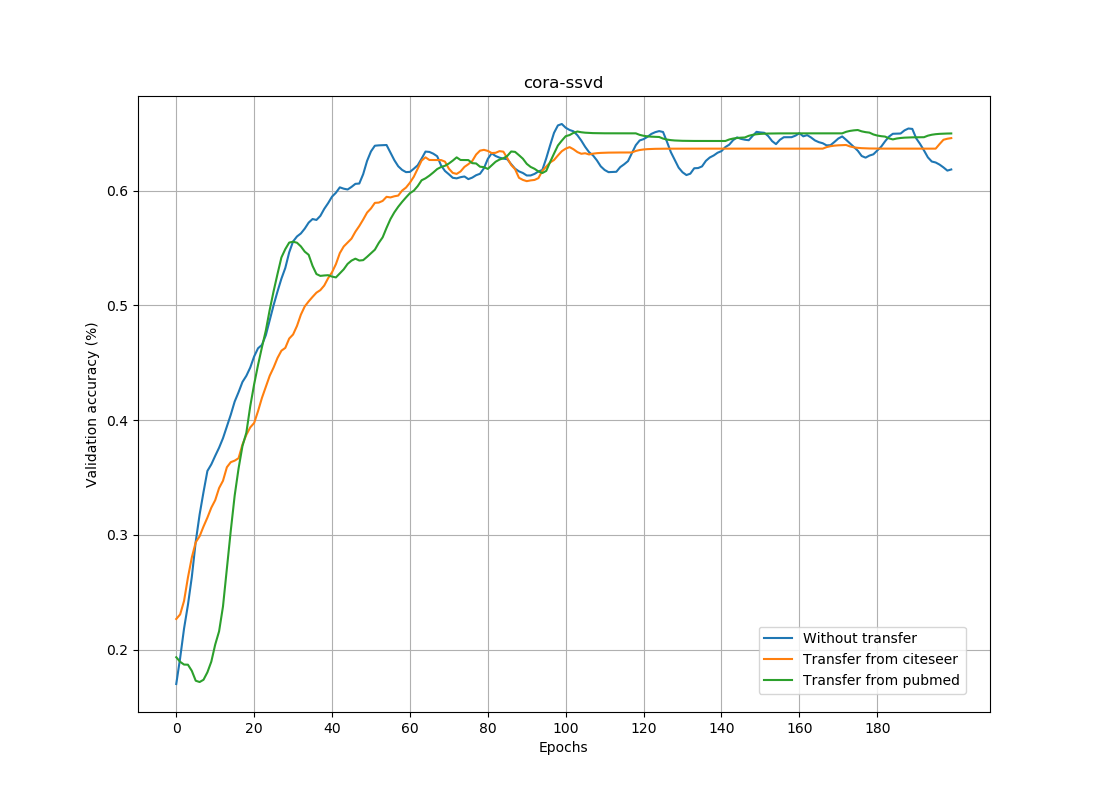 cora-ssvd
Validation accuracy (%)
0.6
0.5
0.4
0.3
0.2
0 20 40 60 80 100 120 140 160 180
Epochs
Without transfer
Transfer from citeseer
Transfer from pubmed